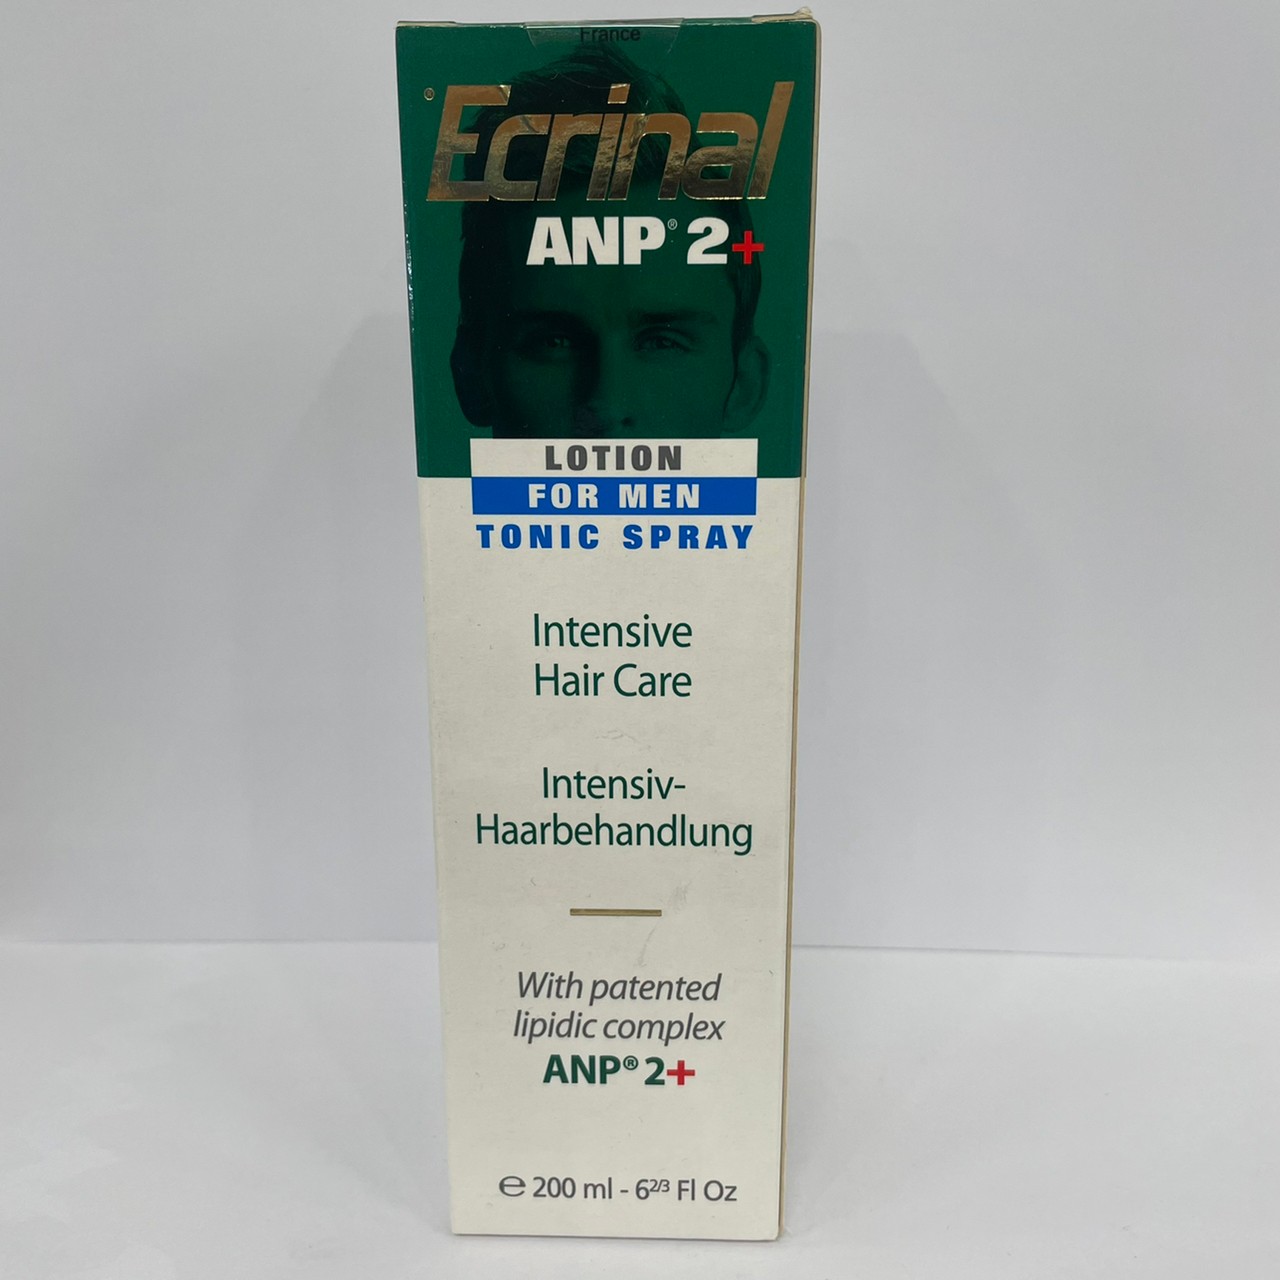 France
® Ecrinal
ANP® 2+
LOTION
FOR MEN
TONIC SPRAY
Intensive
Hair Care
Intensiv-
Haarbehandlung
With patented
lipidic complex
ANP® 2+
℮ 200 ml - 6 2/3 Fl Oz